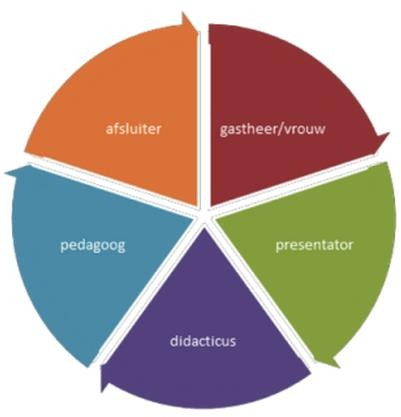 afsluiter
gastheer/vrouw
pedagoog
presentator
didacticus